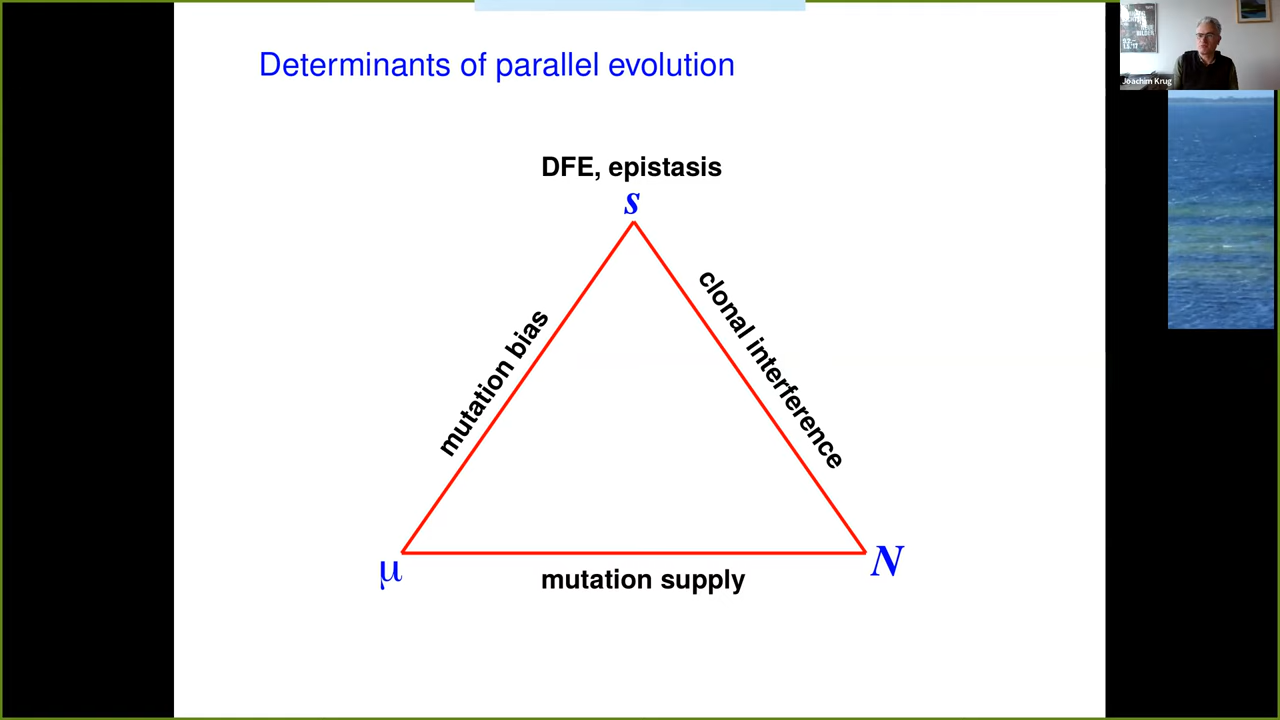 Determinants of parallel evolution
DFE, epistasis
s
mutation bias
clonal interference
μ
N
mutation supply
Joachim Krug